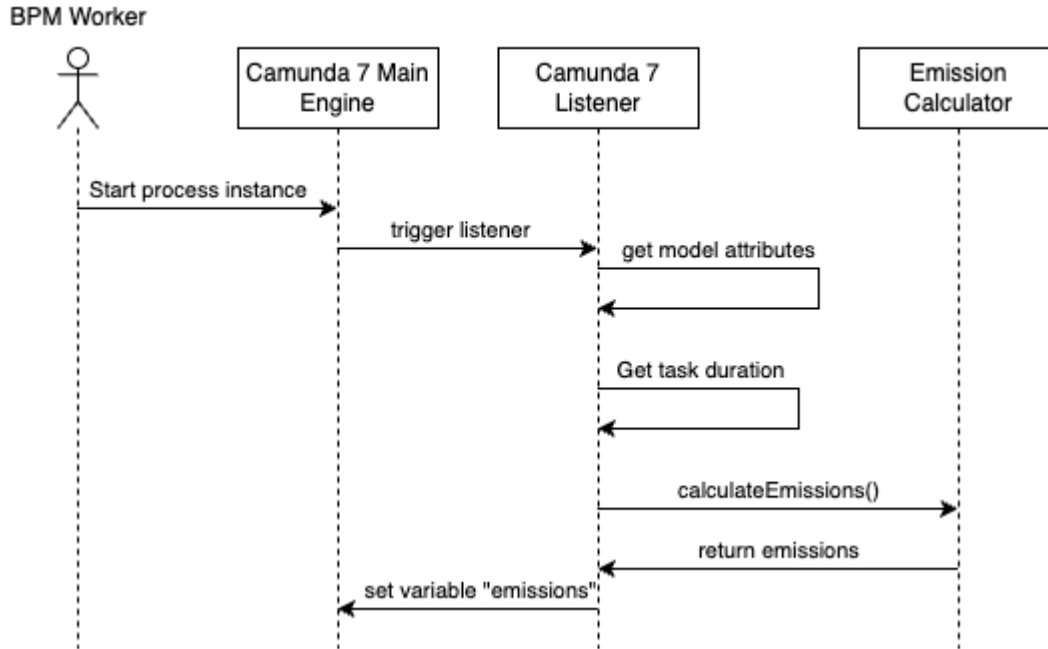 BPM Worker
Camunda 7 Main
Engine
Camunda 7
Listener
Emission
Calculator
Start process instance
trigger listener
get model attributes
Get task duration
calculateEmissions()
return emissions
set variable "emissions"